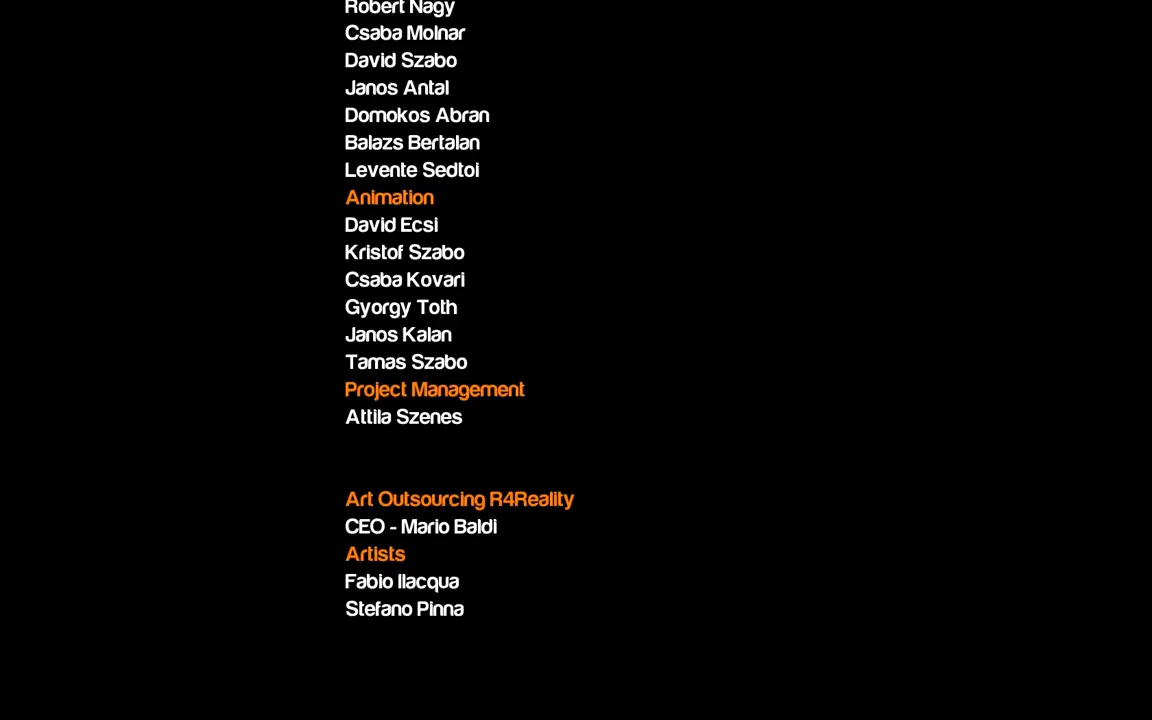 Robert Nagy
Csaba Molnar
David Szabo
Janos Antal
Domokos Abran
Balazs Bertalan
Levente Sedtoi
Animation
David Ecsi
Kristof Szabo
Csaba Kovari
Gyorgy Toth
Janos Kalan
Tamas Szabo
Project Management
Attila Szenes
Art Outsourcing R4Reality
CEO - Mario Baldi
Artists
Fabio Ilacqua
Stefano Pinna